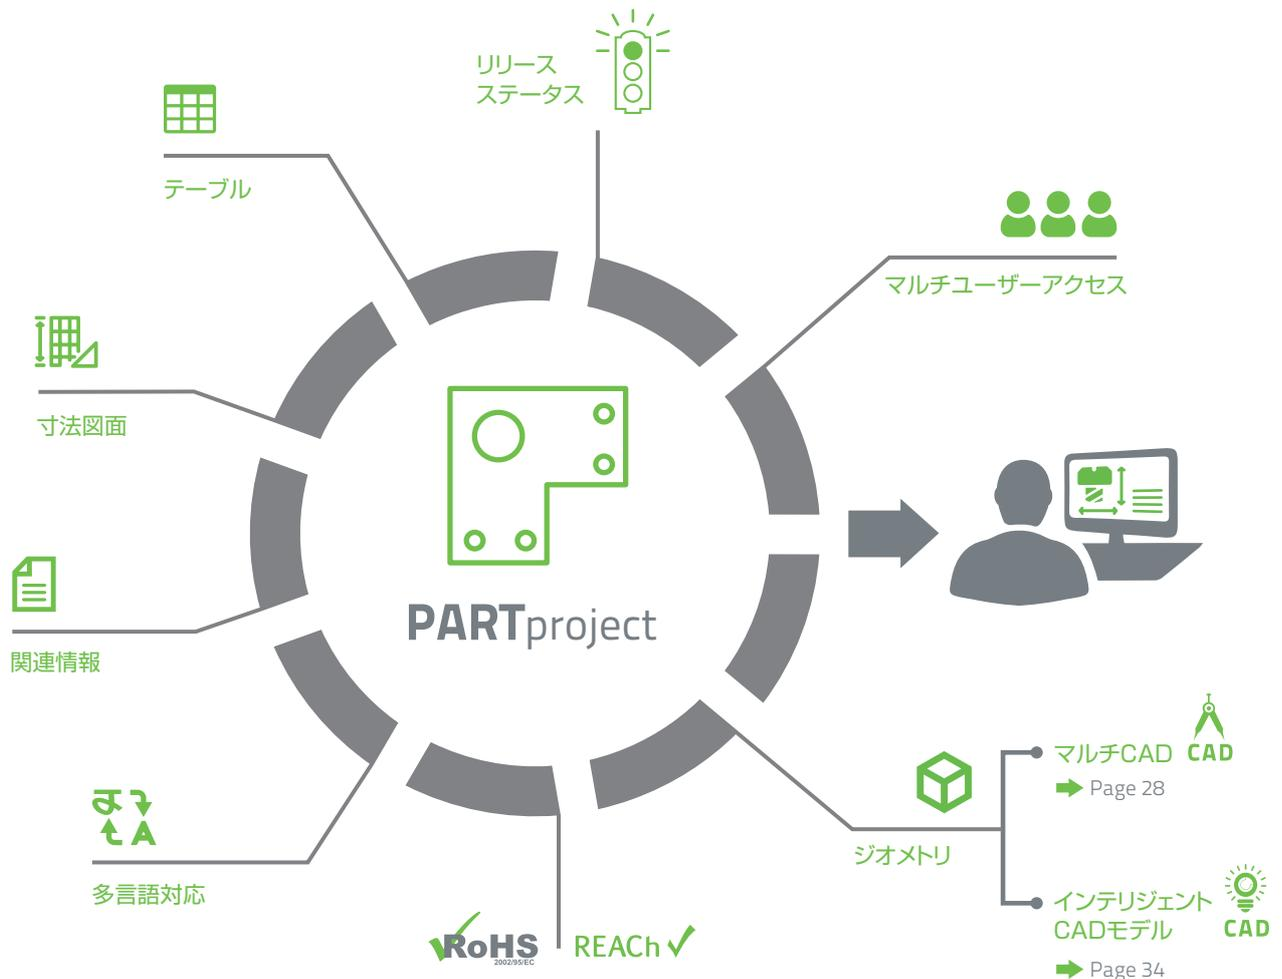 リリース
ステータス
テーブル
マルチユーザーアクセス
寸法図面
PARTproject
関連情報
マルチCAD
CAD
Page 28
ジオメトリ
あ
A
多言語対応
インテリジェント
CADモデル
CAD
RoHS
2002/95/EC
REACh
Page 34